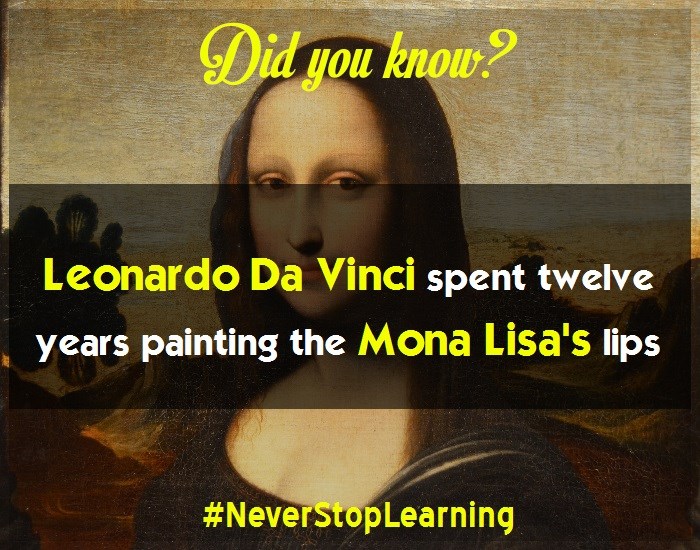 Did you know?
Leonardo Da Vinci spent twelve
years painting the Mona Lisa's lips
#NeverStopLearning